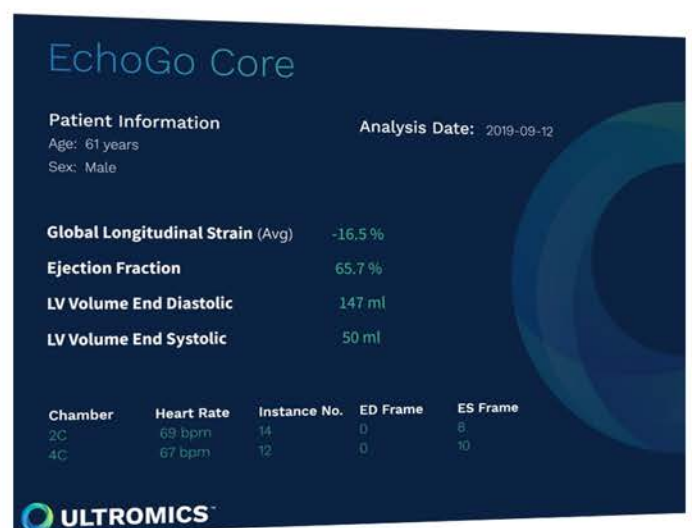 EchoGo Core
Patient Information
Analysis Date: 2019-09-12
Age: 61 years
Sex: Male
Global Longitudinal Strain (Avg) -16.5 %
Ejection Fraction 65.7 %
LV Volume End Diastolic 147 ml
LV Volume End Systolic 50 ml
Chamber Heart Rate Instance No. ED Frame ES Frame
2C 69 bpm 14 0 8
4C 67 bpm 12 0 10
ULTROMICS™